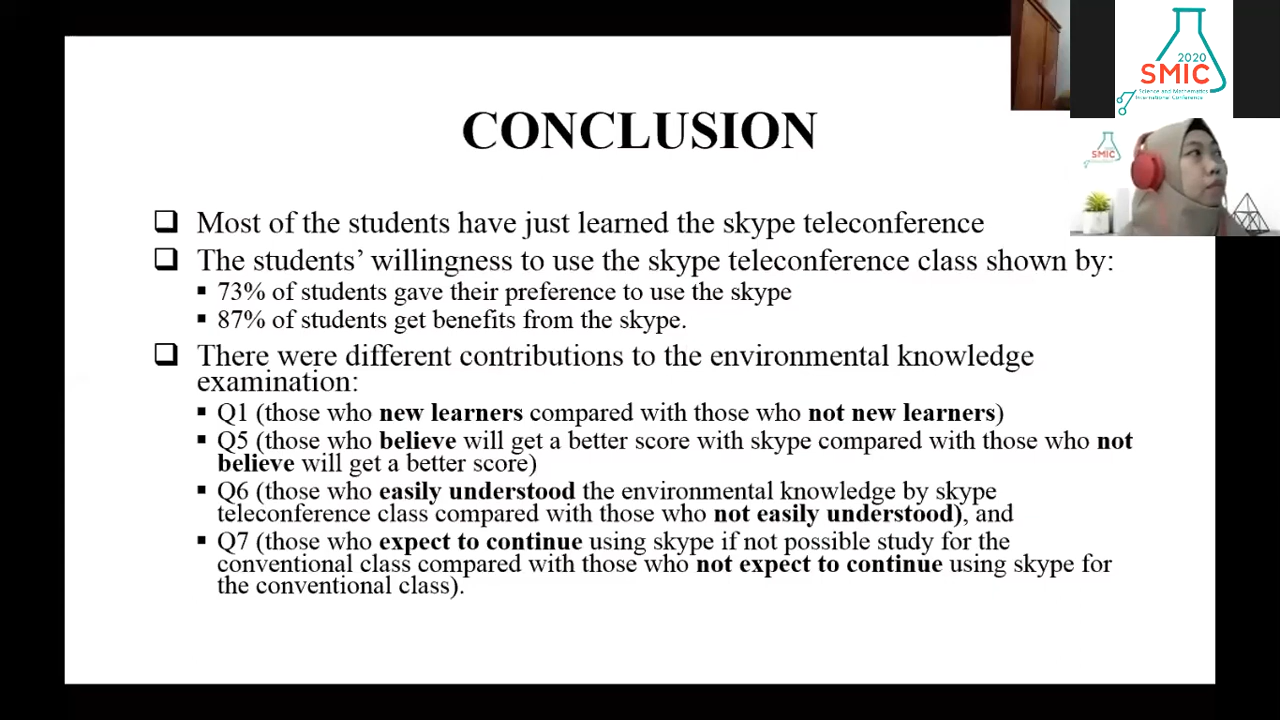 2020
SMIC
Science and Mathematics
International Conference
SMIC
CONCLUSION
Most of the students have just learned the skype teleconference
The students’ willingness to use the skype teleconference class shown by:
73% of students gave their preference to use the skype
87% of students get benefits from the skype.
There were different contributions to the environmental knowledge
examination:
Q1 (those who new learners compared with those who not new learners)
Q5 (those who believe will get a better score with skype compared with those who not
believe will get a better score)
Q6 (those who easily understood the environmental knowledge by skype
teleconference class compared with those who not easily understood), and
Q7 (those who expect to continue using skype if not possible study for the
conventional class compared with those who not expect to continue using skype for
the conventional class).